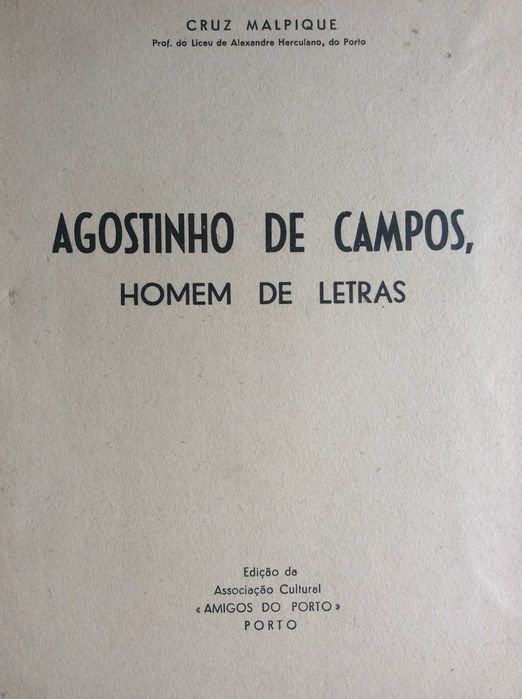 CRUZ MALPIQUE
Prof. do Liceu de Alexandre Herculano, do Porto
AGOSTINHO DE CAMPOS,
HOMEM DE LETRAS
Edição da
Associação Cultural
«AMIGOS DO PORTO»
PORTO